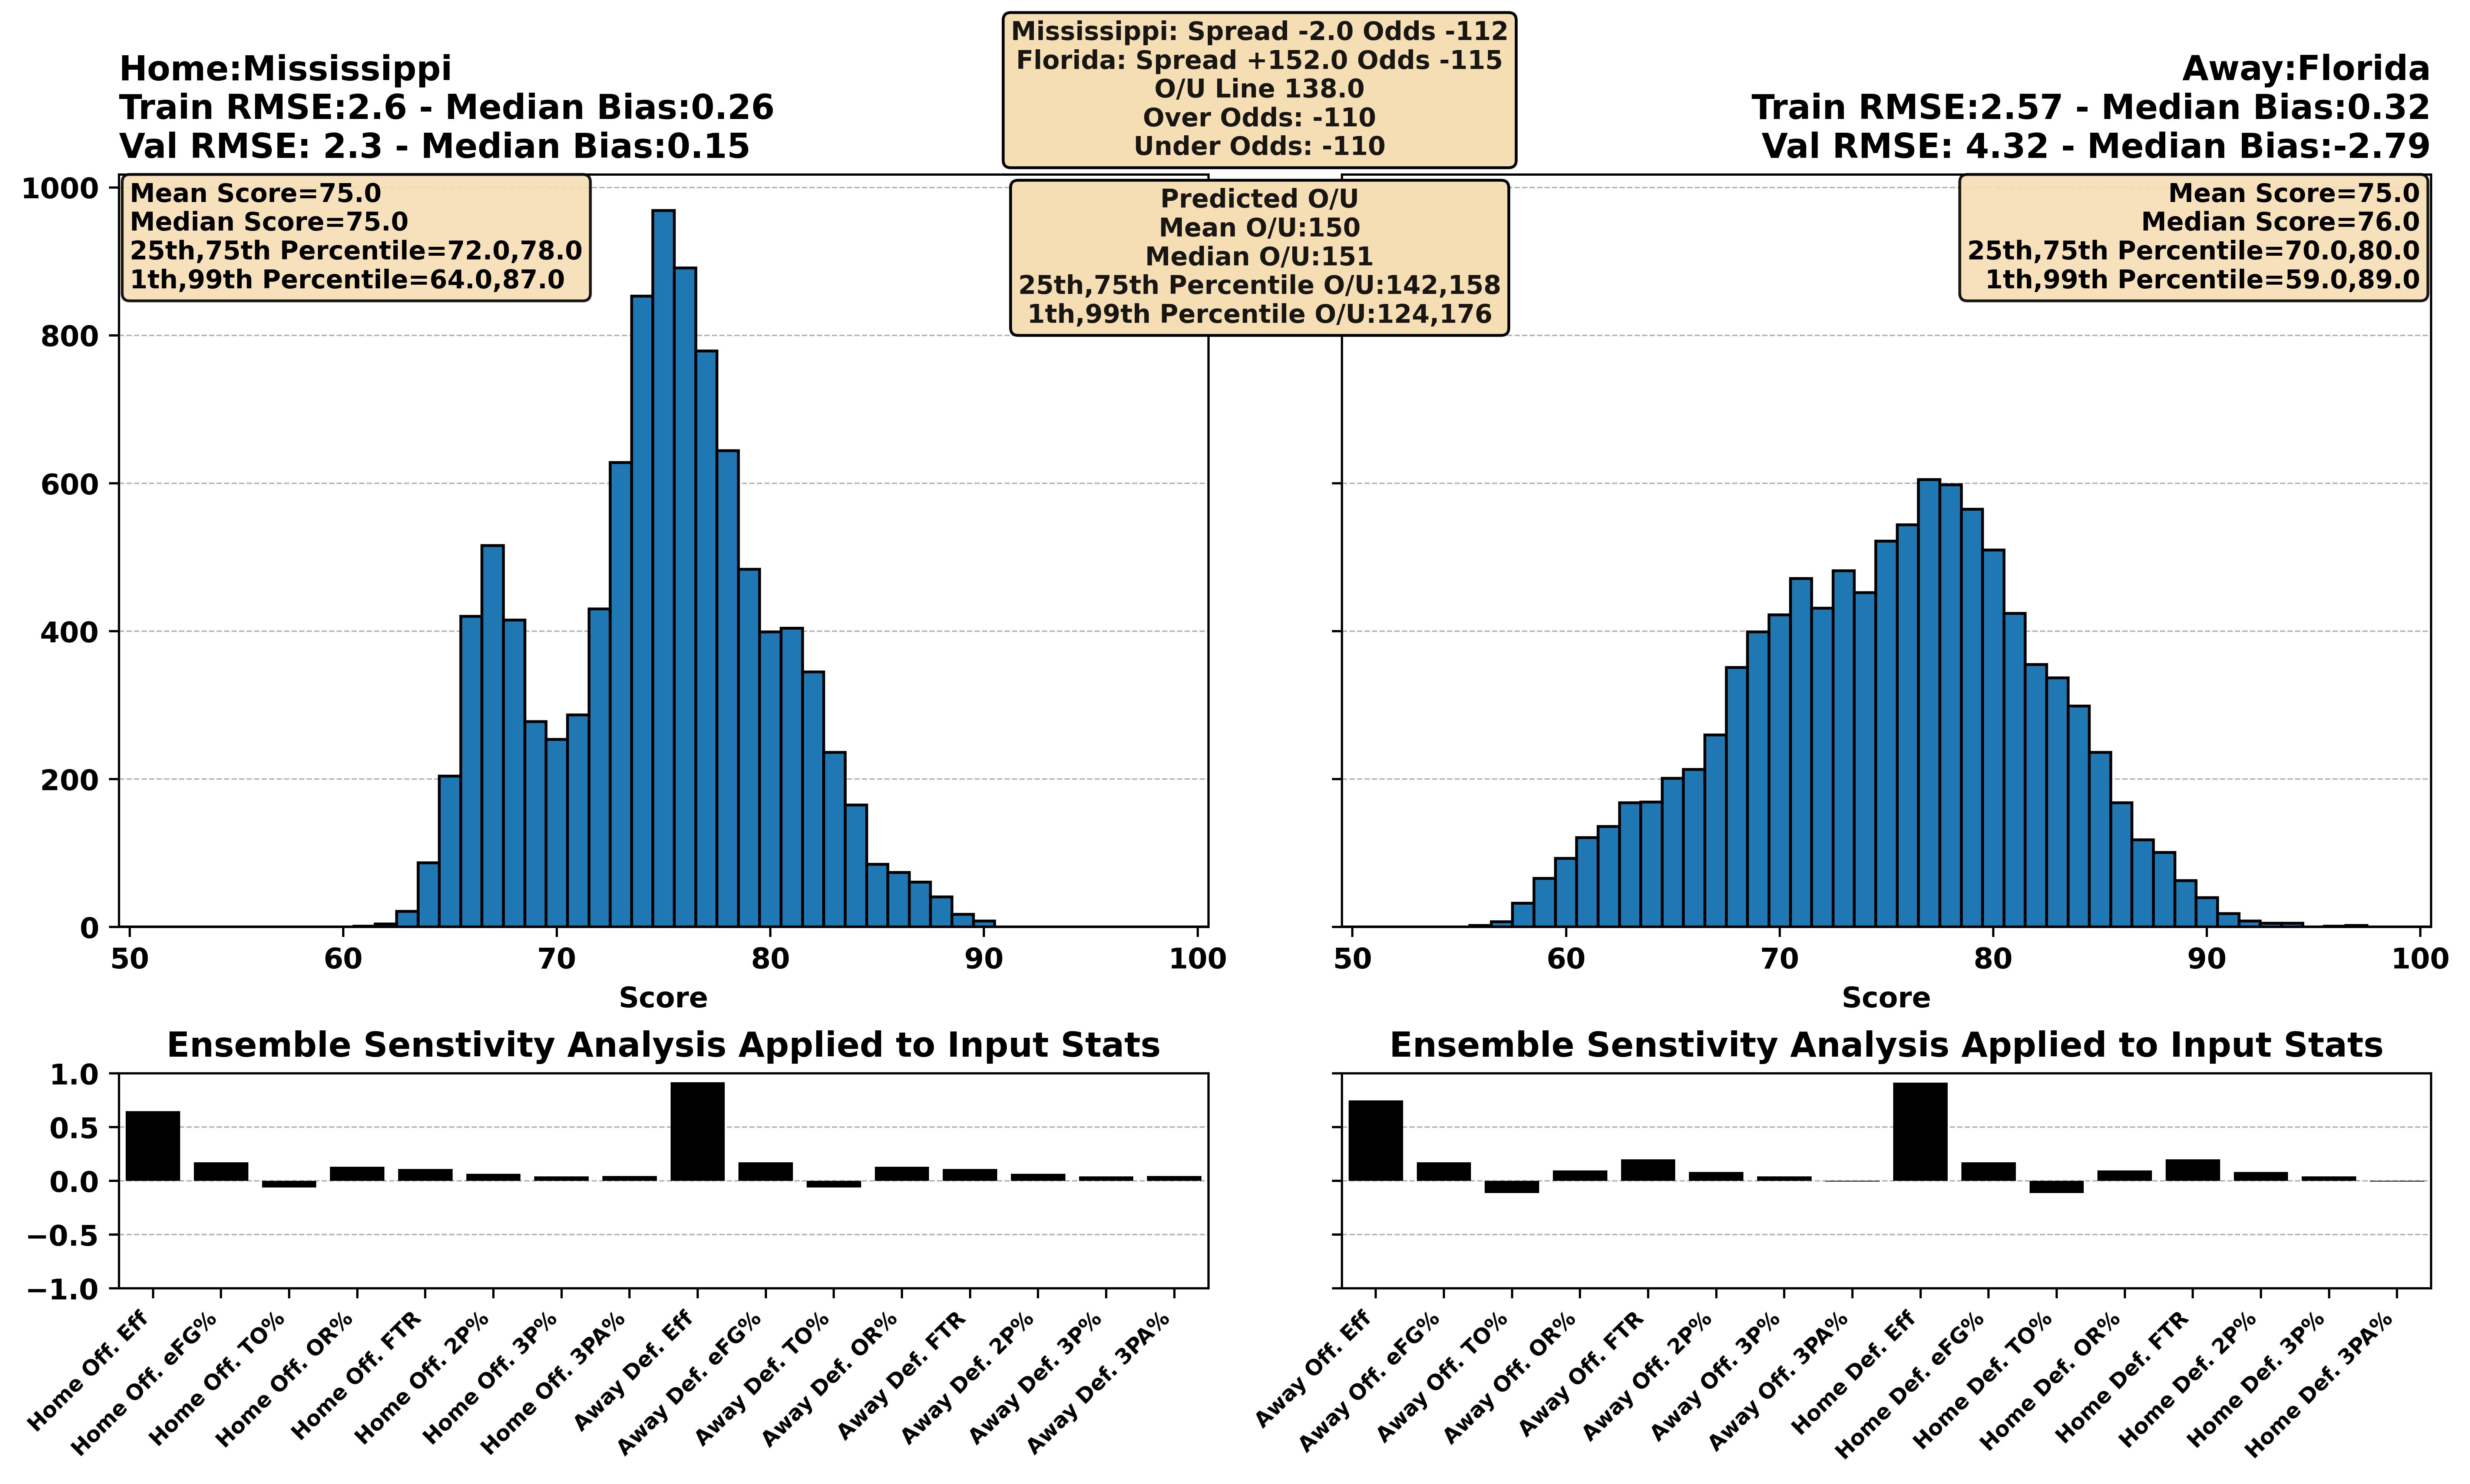 Mississippi: Spread -2.0 Odds -112
Florida: Spread +152.0 Odds -115
O/U Line 138.0
Over Odds: -110
Under Odds: -110
Home:Mississippi
Train RMSE:2.6 - Median Bias:0.26
Val RMSE: 2.3 - Median Bias:0.15
Away:Florida
Train RMSE:2.57 - Median Bias:0.32
Val RMSE: 4.32 - Median Bias:-2.79
Mean Score=75.0
Median Score=75.0
25th,75th Percentile=72.0,78.0
1th,99th Percentile=64.0,87.0
Predicted O/U
Mean O/U:150
Median O/U:151
25th,75th Percentile O/U:142,158
1th,99th Percentile O/U:124,176
Mean Score=75.0
Median Score=76.0
25th,75th Percentile=70.0,80.0
1th,99th Percentile=59.0,89.0
1000
800
600
400
200
0
50 60 70 80 90 100
Score
50 60 70 80 90 100
Score
Ensemble Senstivity Analysis Applied to Input Stats
1.0
0.5
0.0
−0.5
−1.0
Home Off. Eff
Home Off. eFG%
Home Off. TO%
Home Off. OR%
Home Off. FTR
Home Off. 2P%
Home Off. 3P%
Home Off. 3PA%
Away Def. Eff
Away Def. eFG%
Away Def. TO%
Away Def. OR%
Away Def. FTR
Away Def. 2P%
Away Def. 3P%
Away Def. 3PA%
Ensemble Senstivity Analysis Applied to Input Stats
Away Off. Eff
Away Off. eFG%
Away Off. TO%
Away Off. OR%
Away Off. FTR
Away Off. 2P%
Away Off. 3P%
Away Off. 3PA%
Home Def. Eff
Home Def. eFG%
Home Def. TO%
Home Def. OR%
Home Def. FTR
Home Def. 2P%
Home Def. 3P%
Home Def. 3PA%